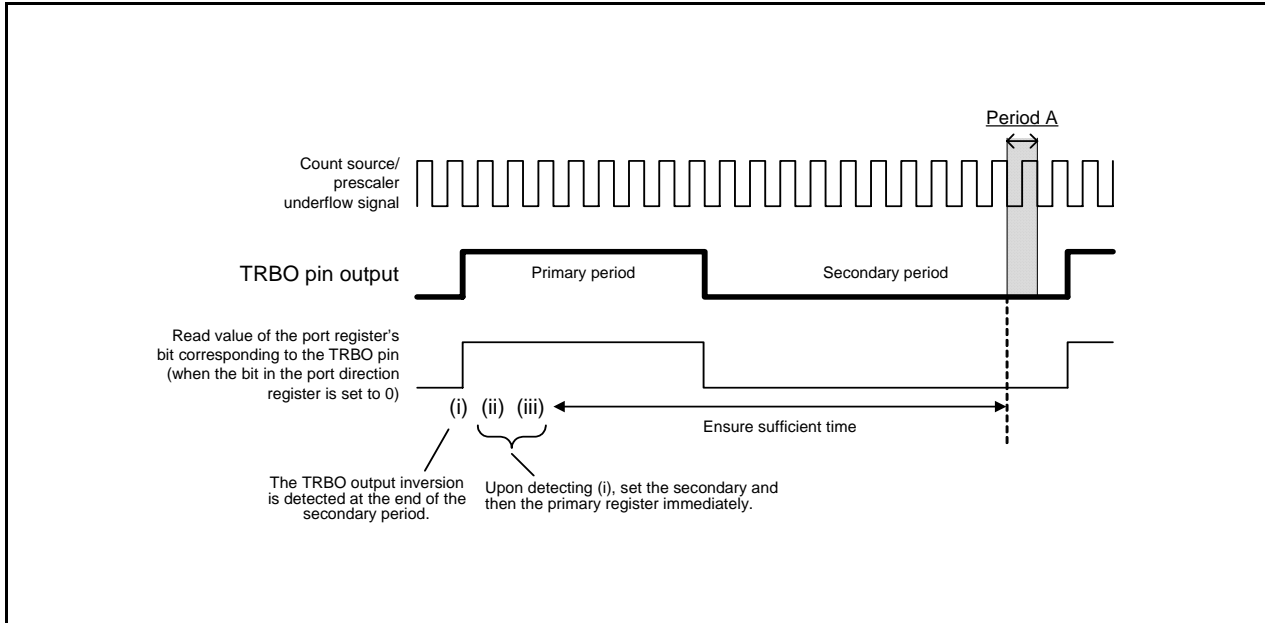 Period A
Count source/
prescaler
underflow signal
TRBO pin output
Primary period
Secondary period
Read value of the port register's
bit corresponding to the TRBO pin
(when the bit in the port direction
register is set to 0)
(i) (ii) (iii)
Ensure sufficient time
The TRBO output inversion
is detected at the end of the
secondary period.
Upon detecting (i), set the secondary and
then the primary register immediately.